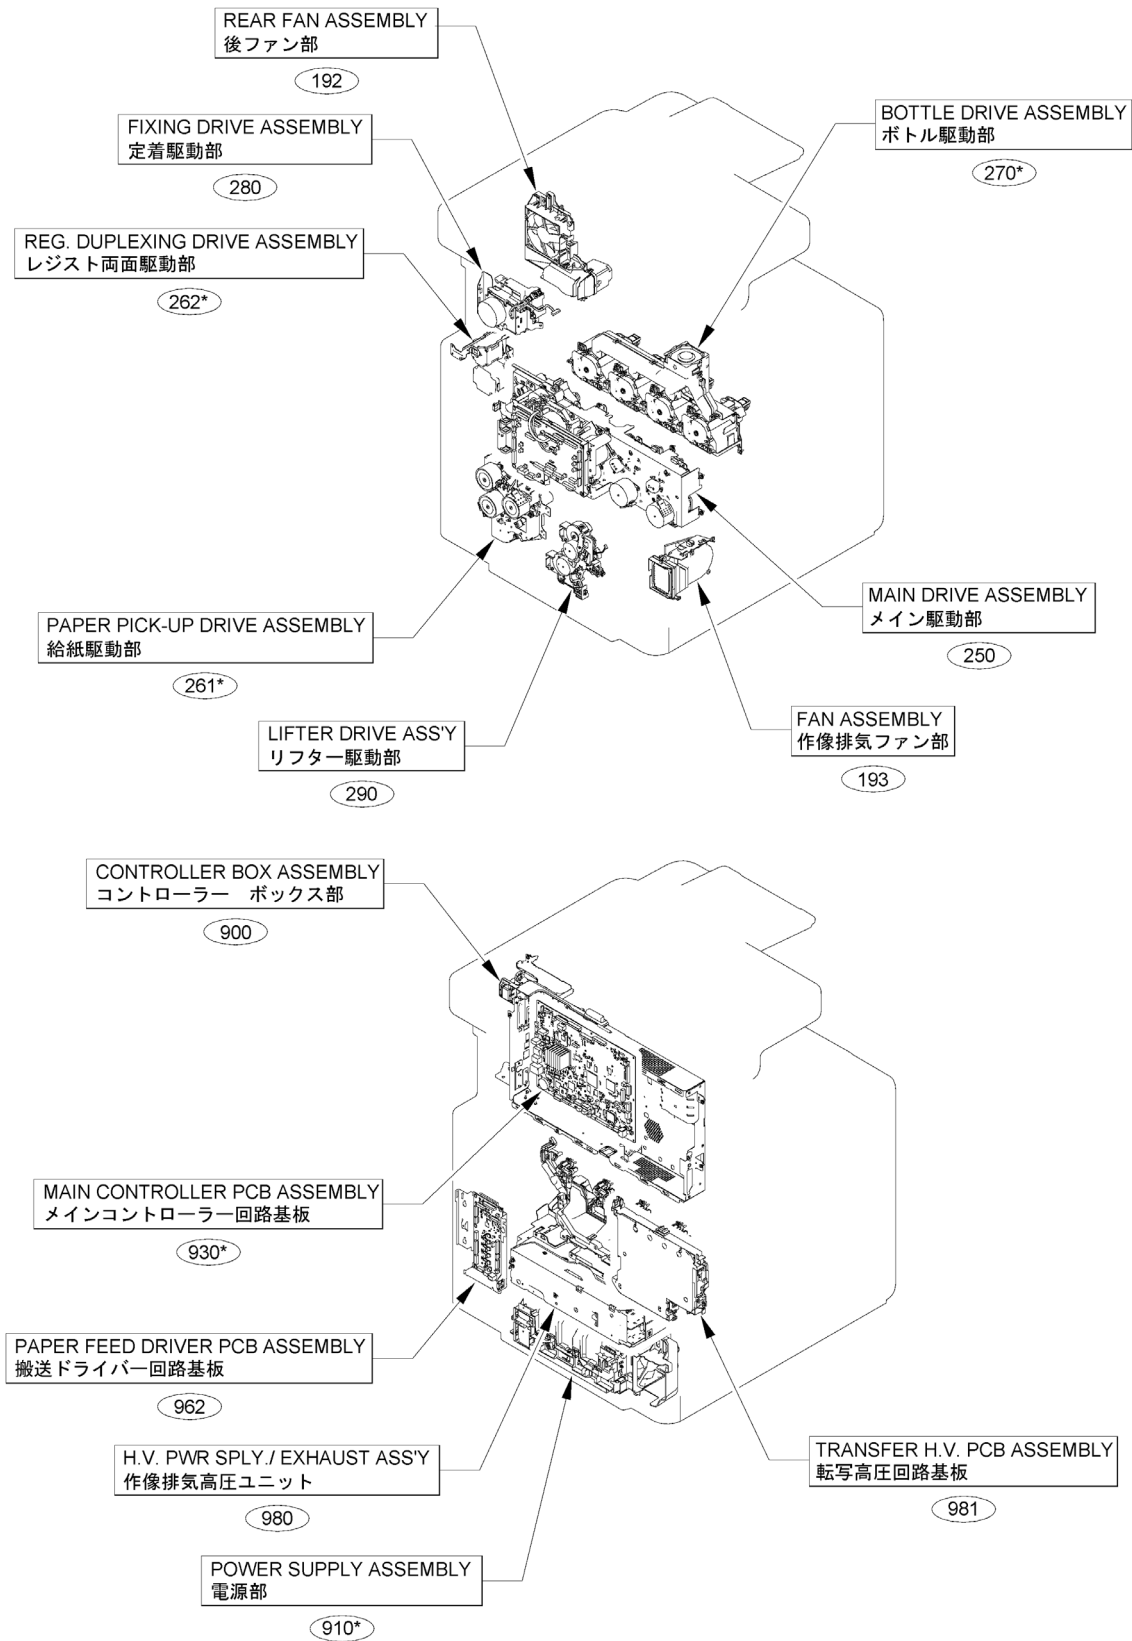 REAR FAN ASSEMBLY
後ファン部
192
FIXING DRIVE ASSEMBLY
定着駆動部
280
BOTTLE DRIVE ASSEMBLY
ボトル駆動部
270*
REG. DUPLEXING DRIVE ASSEMBLY
レジスト両面駆動部
262*
PAPER PICK-UP DRIVE ASSEMBLY
給紙駆動部
261*
MAIN DRIVE ASSEMBLY
メイン駆動部
250
LIFTER DRIVE ASS'Y
リフター駆動部
290
FAN ASSEMBLY
作像排気ファン部
193
CONTROLLER BOX ASSEMBLY
コントローラー　ボックス部
900
MAIN CONTROLLER PCB ASSEMBLY
メインコントローラー回路基板
930*
PAPER FEED DRIVER PCB ASSEMBLY
搬送ドライバー回路基板
962
H.V. PWR SPLY./ EXHAUST ASS'Y
作像排気高圧ユニット
980
TRANSFER H.V. PCB ASSEMBLY
転写高圧回路基板
981
POWER SUPPLY ASSEMBLY
電源部
910*